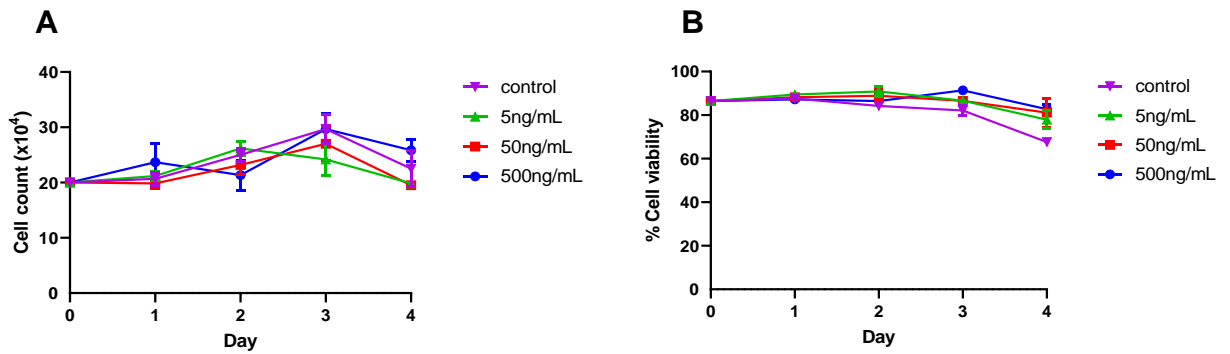 A
Cell count (x10⁴)
40
30
20
10
0
0 1 2 3 4
Day
control
5ng/mL
50ng/mL
500ng/mL
B
% Cell viability
100
80
60
40
20
0
0 1 2 3 4
Day
control
5ng/mL
50ng/mL
500ng/mL